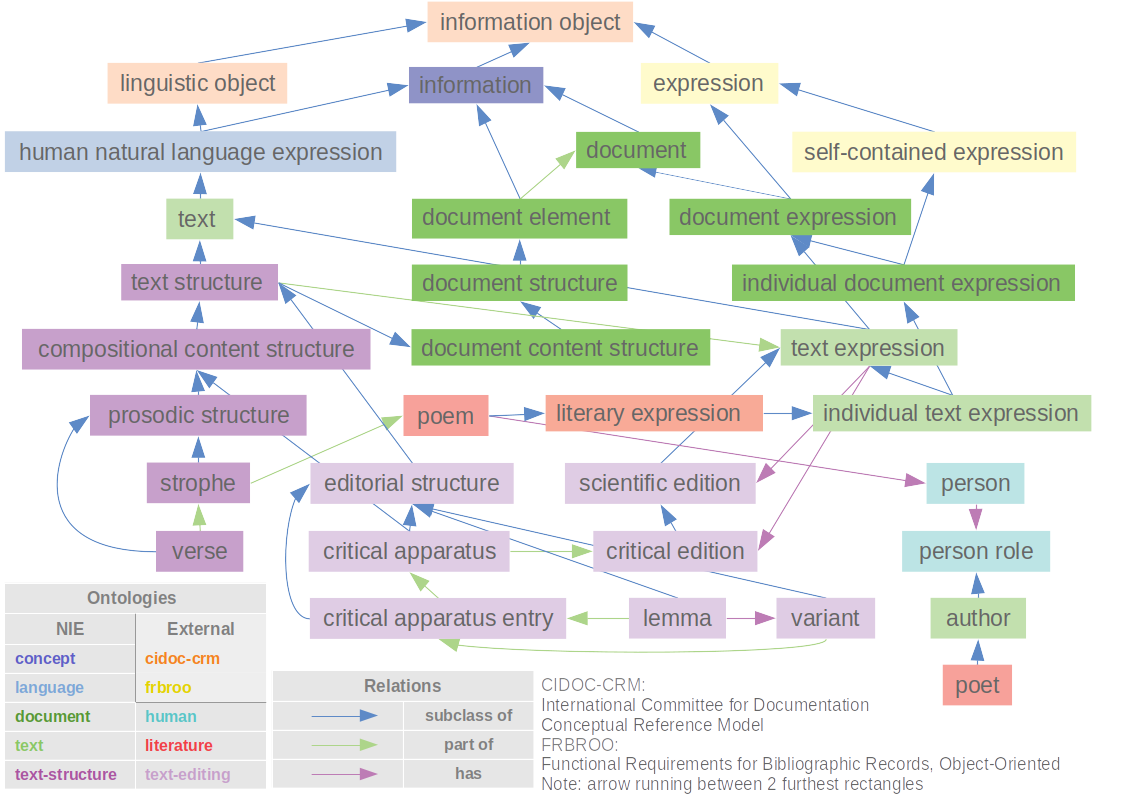 information object
linguistic object
information
expression
human natural language expression
document
self-contained expression
text
document element
document expression
text structure
document structure
individual document expression
compositional content structure
document content structure
text expression
prosodic structure
poem
literary expression
individual text expression
strophe
editorial structure
scientific edition
person
verse
critical apparatus
critical edition
person role
critical apparatus entry
lemma
variant
author
poet
Ontologies
NIE
External
concept
cidoc-crm
language
frbroo
document
human
text
literature
text-structure
text-editing
Relations
subclass of
part of
has
CIDOC-CRM:
International Committee for Documentation
Conceptual Reference Model
FRBROO:
Functional Requirements for Bibliographic Records, Object-Oriented
Note: arrow running between 2 furthest rectangles